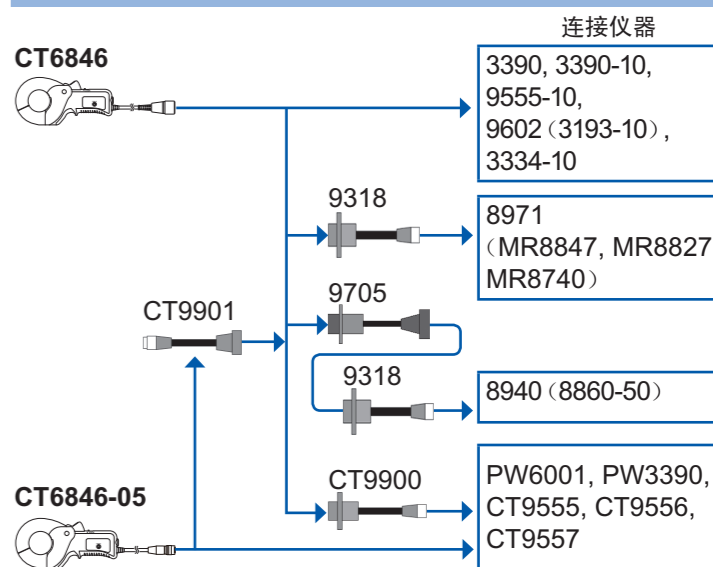 连接仪器
CT6846
3390, 3390-10,
9555-10,
9602（3193-10）,
3334-10
9318
8971
（MR8847, MR8827
MR8740）
9705
CT9901
9318
8940（8860-50）
CT9900
PW6001, PW3390,
CT9555, CT9556,
CT9557
CT6846-05